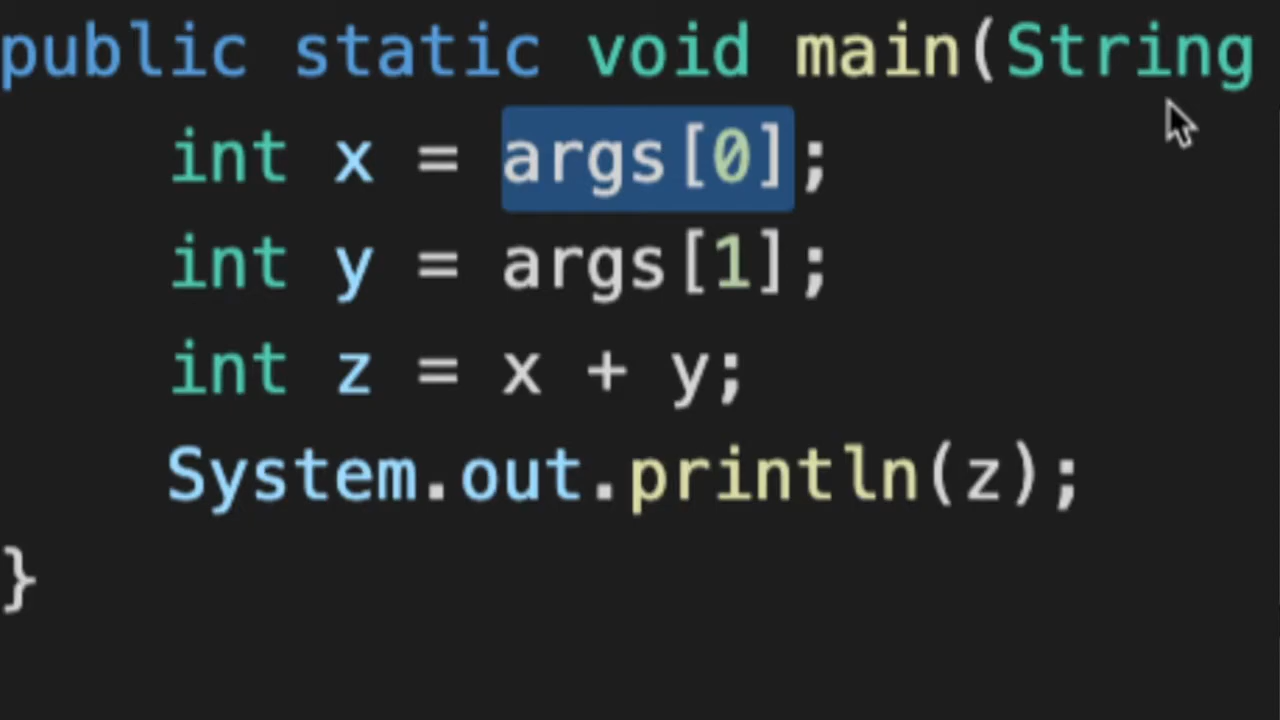 public static void main(String
int x = args[0];
int y = args[1];
int z = x + y;
System.out.println(z);
}